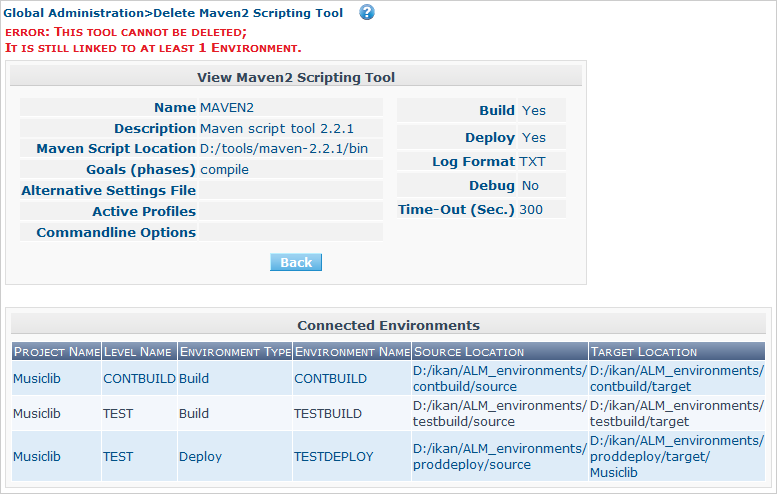 Global Administration>Delete Maven2 Scripting Tool ?
ERROR: THIS TOOL CANNOT BE DELETED;
IT IS STILL LINKED TO AT LEAST 1 ENVIRONMENT.
View Maven2 Scripting Tool
Name MAVEN2
Description Maven script tool 2.2.1
Maven Script Location D:/tools/maven-2.2.1/bin
Goals (phases) compile
Alternative Settings File
Active Profiles
Commandline Options
Build Yes
Deploy Yes
Log Format TXT
Debug No
Time-Out (Sec.) 300
Back
Connected Environments
PROJECT NAME LEVEL NAME ENVIRONMENT TYPE ENVIRONMENT NAME SOURCE LOCATION TARGET LOCATION
Musiclib CONTBUILD Build CONTBUILD D:/ikan/ALM_environments/ D:/ikan/ALM_environments/
contbuild/source contbuild/target
Musiclib TEST Build TESTBUILD D:/ikan/ALM_environments/ D:/ikan/ALM_environments/
testbuild/source testbuild/target
Musiclib TEST Deploy TESTDEPLOY D:/ikan/ALM_environments/ D:/ikan/ALM_environments/
proddeploy/source proddeploy/target/
Musiclib